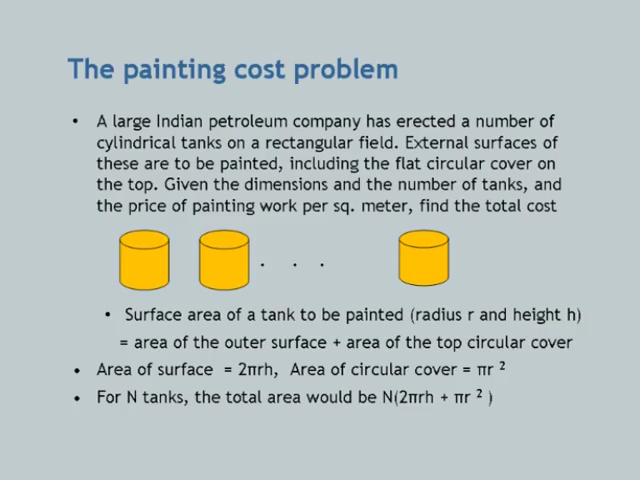 The painting cost problem
• A large Indian petroleum company has erected a number of
cylindrical tanks on a rectangular field. External surfaces of
these are to be painted, including the flat circular cover on
the top. Given the dimensions and the number of tanks, and
the price of painting work per sq. meter, find the total cost
. . .
• Surface area of a tank to be painted (radius r and height h)
= area of the outer surface + area of the top circular cover
• Area of surface = 2πrh, Area of circular cover = πr ²
• For N tanks, the total area would be N(2πrh + πr ² )